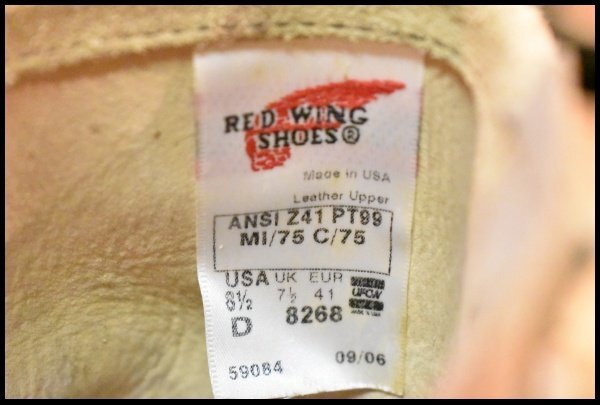 RED WING
SHOES®
Made in USA
Leather Upper
ANSI Z41 PT99
MI/75 C/75
USA UK EUR
8½ 7½ 41
UFCW
D 8268
59084 09/06